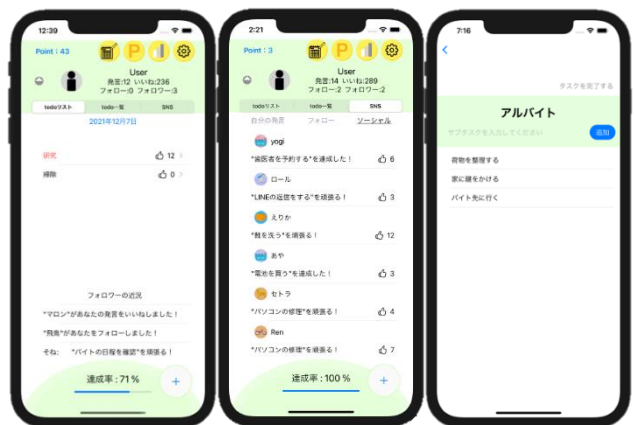 12:39
Point : 43
P
User
発言:12 いいね:236
フォロー:0 フォロワー:3
todoリスト todo一覧 SNS
2021年12月7日
研究 12
掃除 0
フォロワーの近況
"マロン"があなたの発言をいいねしました！
"飛鳥"があなたをフォローしました！
そね: "バイトの日程を確認"を頑張る！
達成率 : 71 %
+
2:21
Point : 3
P
User
発言:14 いいね:289
フォロー:2 フォロワー:2
todoリスト todo一覧 SNS
自分の発言 フォロー ソーシャル
yogi
"歯医者を予約する"を達成した！ 6
ロール
"LINEの返信をする"を頑張る！ 3
えりか
"靴を洗う"を頑張る！ 12
あや
"電池を買う"を達成した！ 3
セトラ
"パソコンの修理"を頑張る！ 4
Ren
"パソコンの修理"を頑張る！ 7
達成率 : 100 %
+
7:16
タスクを完了する
アルバイト
サブタスクを入力してください 追加
荷物を整理する
家に鍵をかける
バイト先に行く